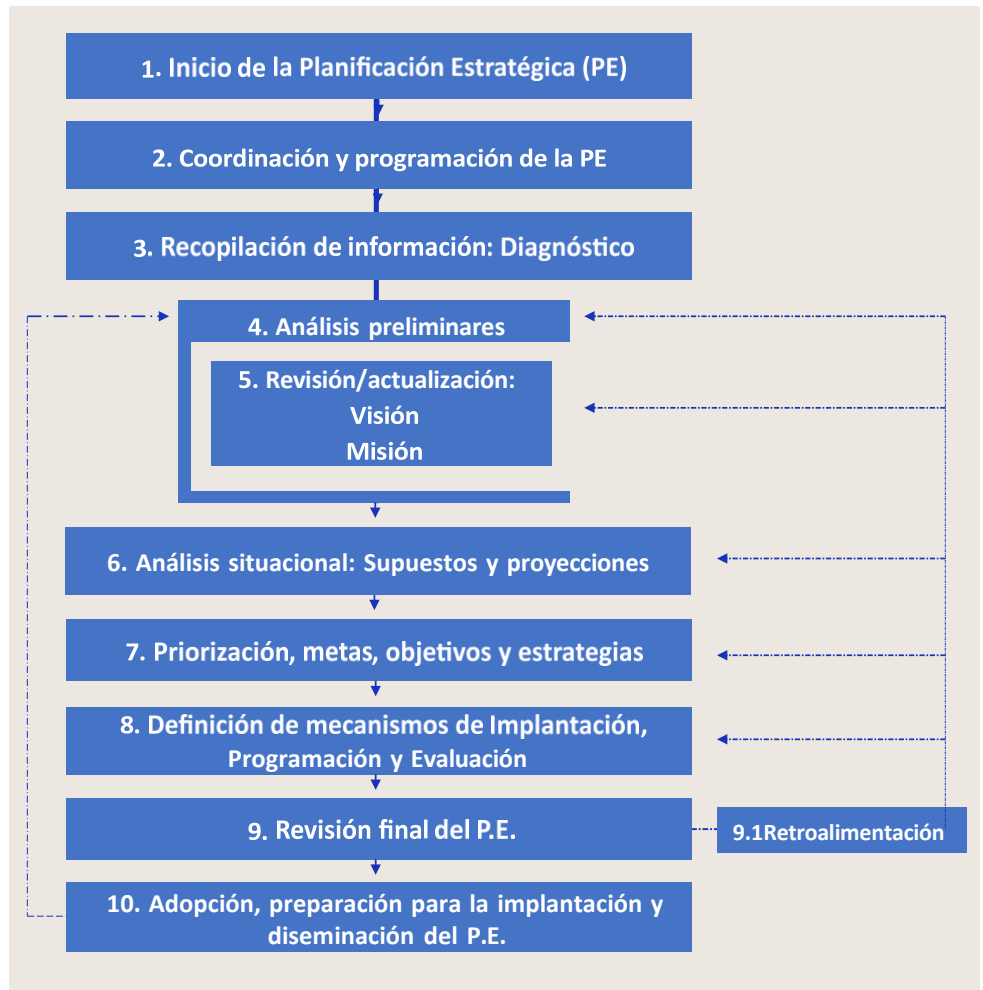 1. Inicio de la Planificación Estratégica (PE)
2. Coordinación y programación de la PE
3. Recopilación de información: Diagnóstico
4. Análisis preliminares
5. Revisión/actualización:
Visión
Misión
6. Análisis situacional: Supuestos y proyecciones
7. Priorización, metas, objetivos y estrategias
8. Definición de mecanismos de Implantación,
Programación y Evaluación
9. Revisión final del P.E.
9.1Retroalimentación
10. Adopción, preparación para la implantación y
diseminación del P.E.